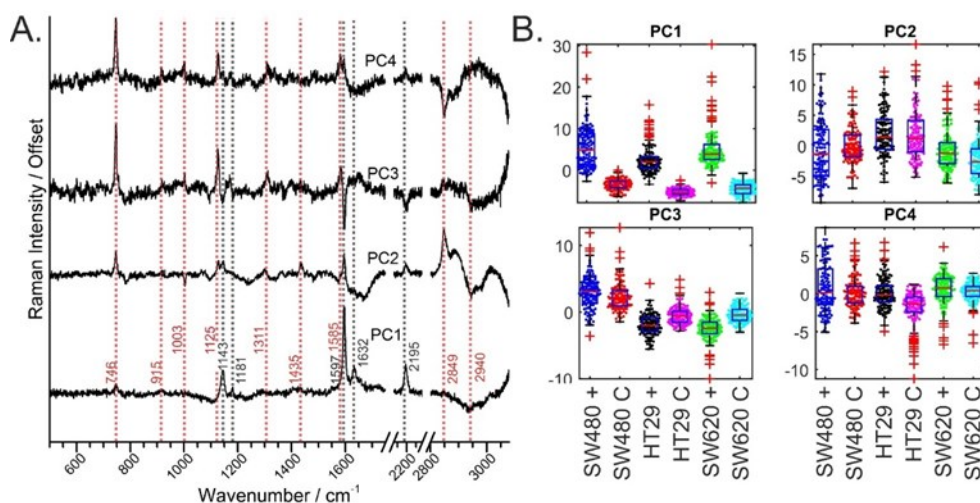 A.
PC4
PC3
PC2
PC1
746
915
1003
1125
1143
1181
1311
1435
1597
1585
1632
2195
2849
2940
Raman Intensity / Offset
600 800 1000 1200 1400 1600 2200 2800 3000
Wavenumber / cm-1
B.
PC1
30
20
10
0
PC2
15
10
5
0
-5
PC3
10
0
-10
SW480 +
SW480 C
HT29 +
HT29 C
SW620 +
SW620 C
PC4
5
0
-5
-10
SW480 +
SW480 C
HT29 +
HT29 C
SW620 +
SW620 C